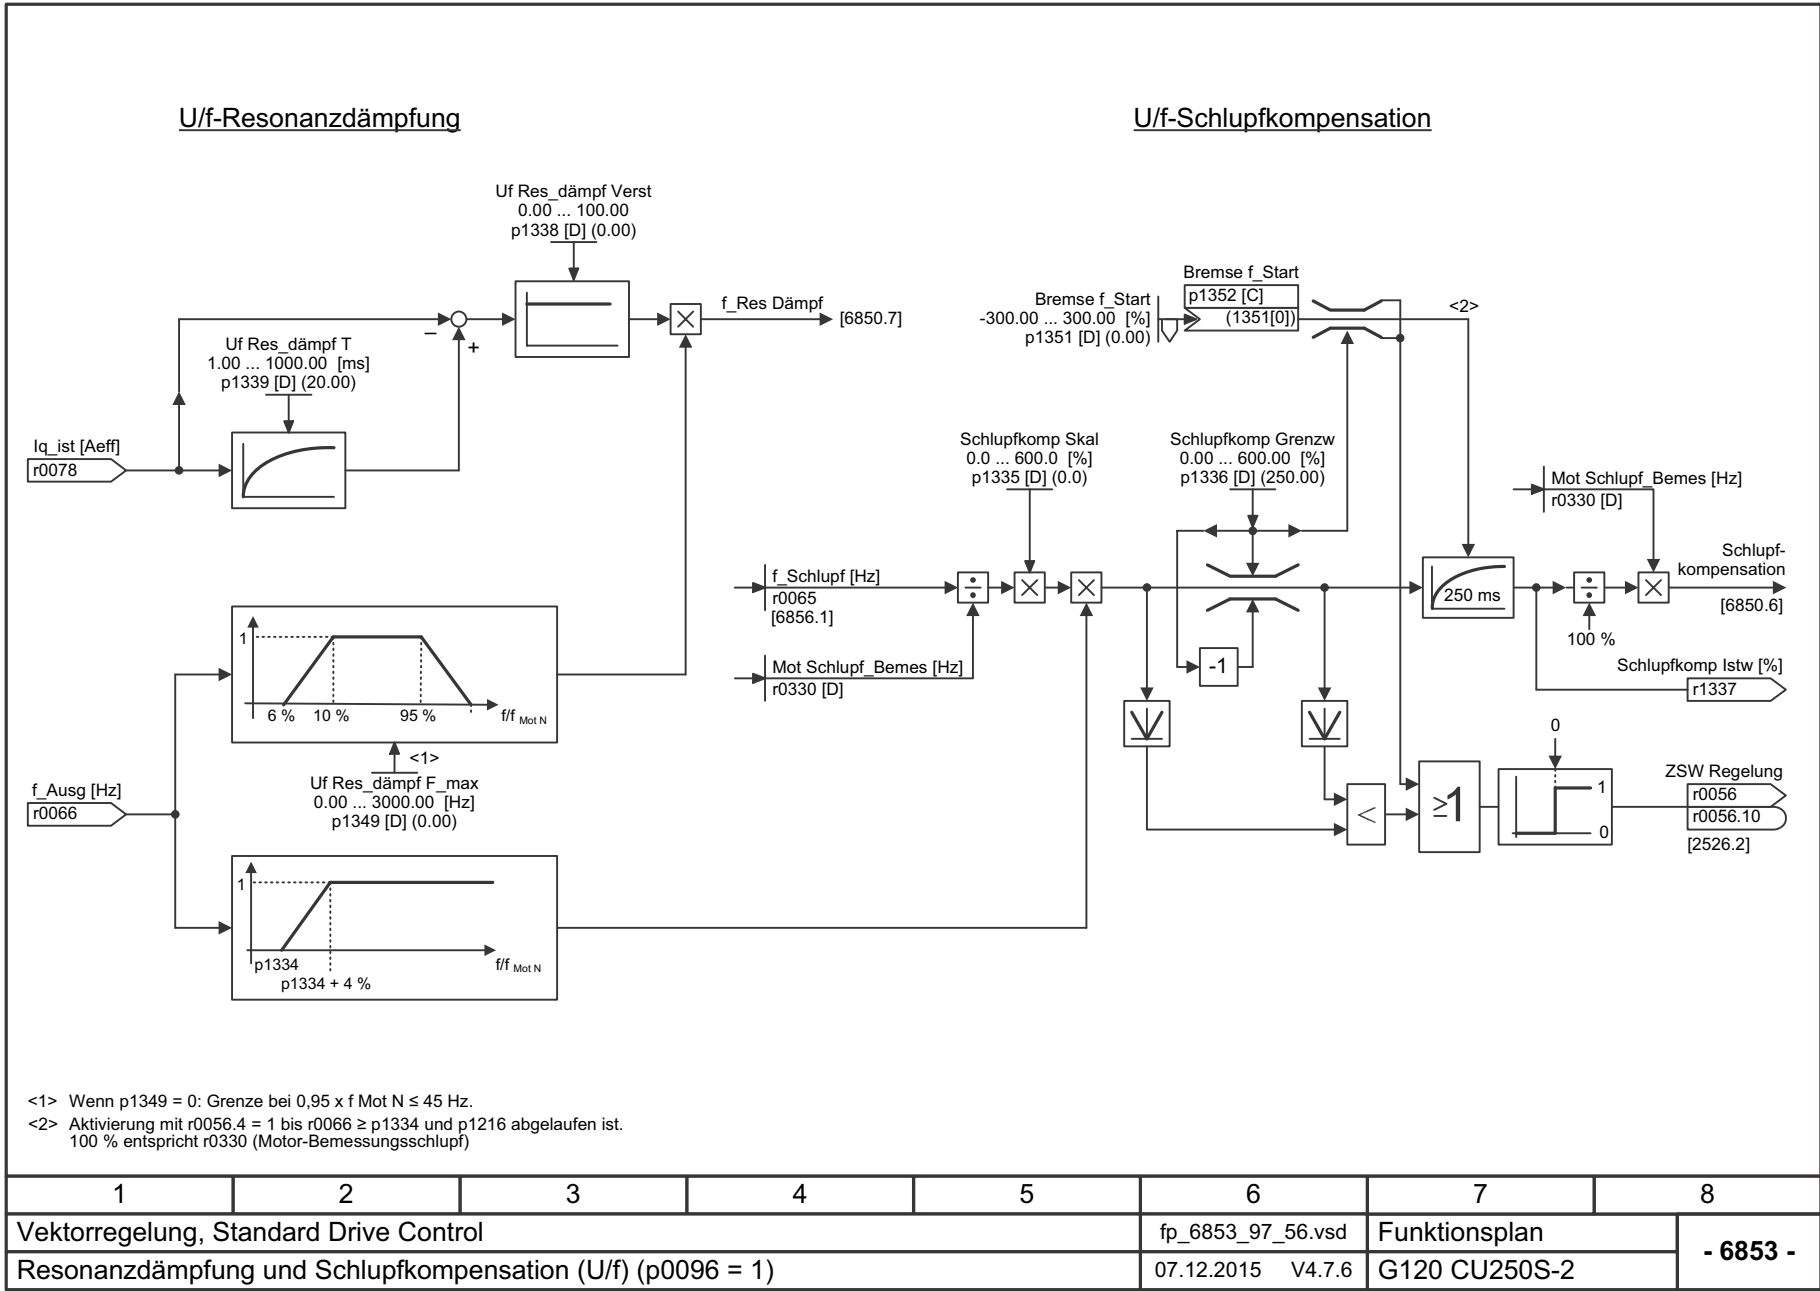 U/f-Resonanzdämpfung
U/f-Schlupfkompensation
Uf Res_dämpf Verst
0.00 ... 100.00
p1338 [D] (0.00)
f_Res Dämpf
[6850.7]
–
+
Uf Res_dämpf T
1.00 ... 1000.00 [ms]
p1339 [D] (20.00)
Iq_ist [Aeff]
r0078
1
6 %
10 %
95 %
f/f Mot N
<1>
Uf Res_dämpf F_max
0.00 ... 3000.00 [Hz]
p1349 [D] (0.00)
f_Ausg [Hz]
r0066
1
p1334
p1334 + 4 %
f/f Mot N
Bremse f_Start
-300.00 ... 300.00 [%]
p1351 [D] (0.00)
Bremse f_Start
p1352 [C]
(1351[0])
<2>
Schlupfkomp Skal
0.0 ... 600.0 [%]
p1335 [D] (0.0)
Schlupfkomp Grenzw
0.00 ... 600.00 [%]
p1336 [D] (250.00)
Mot Schlupf_Bemes [Hz]
r0330 [D]
f_Schlupf [Hz]
r0065
[6856.1]
÷
×
×
250 ms
÷
×
100 %
Schlupf-
kompensation
[6850.6]
Mot Schlupf_Bemes [Hz]
r0330 [D]
-1
Schlupfkomp Istw [%]
r1337
<
≥1
0
1
0
ZSW Regelung
r0056
r0056.10
[2526.2]
<1> Wenn p1349 = 0: Grenze bei 0,95 x f Mot N ≤ 45 Hz.
<2> Aktivierung mit r0056.4 = 1 bis r0066 ≥ p1334 und p1216 abgelaufen ist.
100 % entspricht r0330 (Motor-Bemessungsschlupf)
1 2 3 4 5 6 7 8
Vektorregelung, Standard Drive Control
fp_6853_97_56.vsd
Funktionsplan
- 6853 -
Resonanzdämpfung und Schlupfkompensation (U/f) (p0096 = 1)
07.12.2015 V4.7.6
G120 CU250S-2